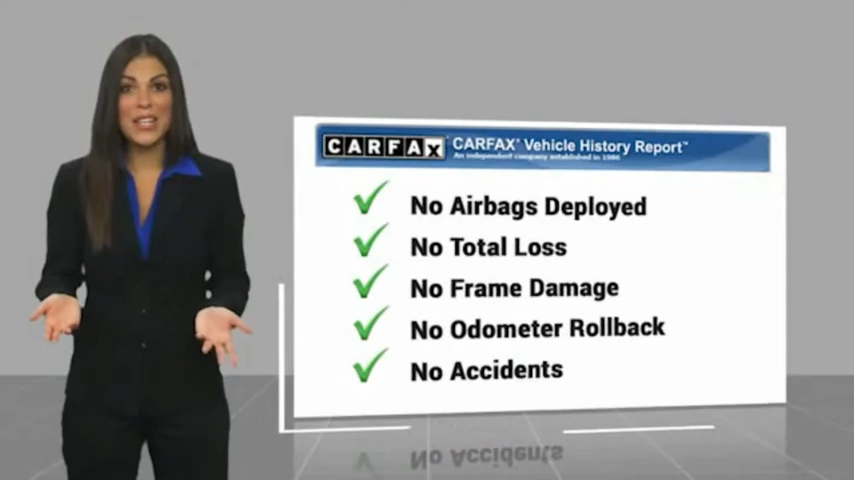 CARFAX CARFAX® Vehicle History Report™
An independent company established in 1986
No Airbags Deployed
No Total Loss
No Frame Damage
No Odometer Rollback
No Accidents
No Accidents